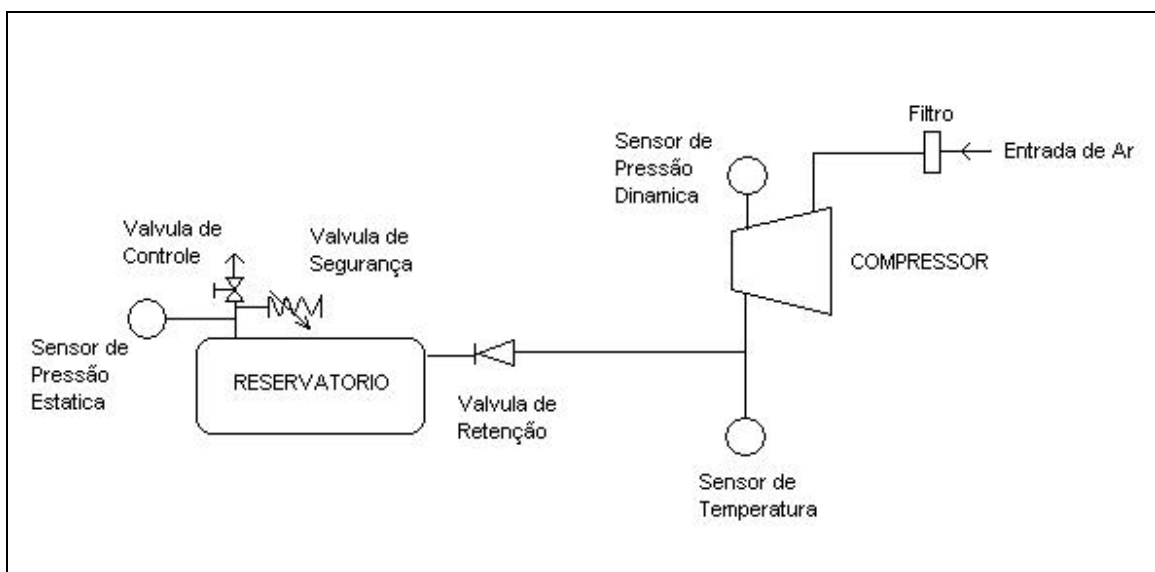 Filtro
Entrada de Ar
Sensor de
Pressão
Dinamica
COMPRESSOR
Valvula de
Controle
Valvula de
Segurança
Sensor de
Pressão
Estatica
RESERVATORIO
Valvula de
Retenção
Sensor de
Temperatura